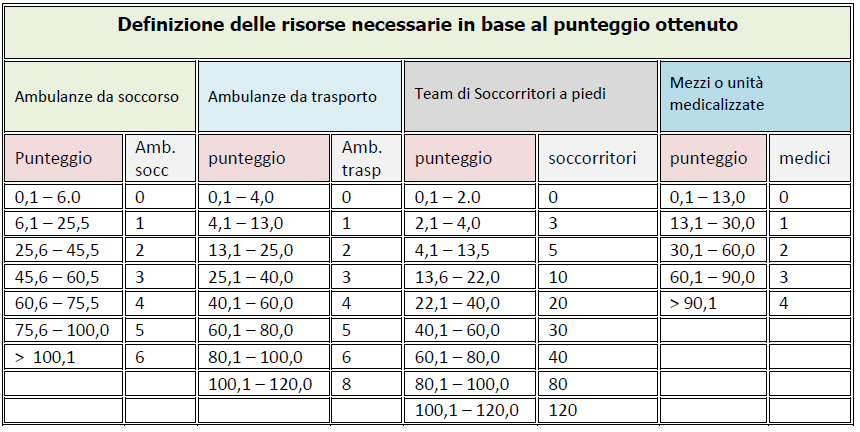 Definizione delle risorse necessarie in base al punteggio ottenuto
Ambulanze da soccorso Ambulanze da trasporto Team di Soccorritori a piedi Mezzi o unità medicalizzate
Punteggio Amb. socc punteggio Amb. trasp punteggio soccorritori punteggio medici
0,1 – 6.0 0 0,1 – 4,0 0 0,1 – 2.0 0 0,1 – 13,0 0
6,1 – 25,5 1 4,1 – 13,0 1 2,1 – 4,0 3 13,1 – 30,0 1
25,6 – 45,5 2 13,1 – 25,0 2 4,1 – 13,5 5 30,1 – 60,0 2
45,6 – 60,5 3 25,1 – 40,0 3 13,6 – 22,0 10 60,1 – 90,0 3
60,6 – 75,5 4 40,1 – 60,0 4 22,1 – 40,0 20 > 90,1 4
75,6 – 100,0 5 60,1 – 80,0 5 40,1 – 60,0 30
> 100,1 6 80,1 – 100,0 6 60,1 – 80,0 40
100,1 – 120,0 8 80,1 – 100,0 80
100,1 – 120,0 120